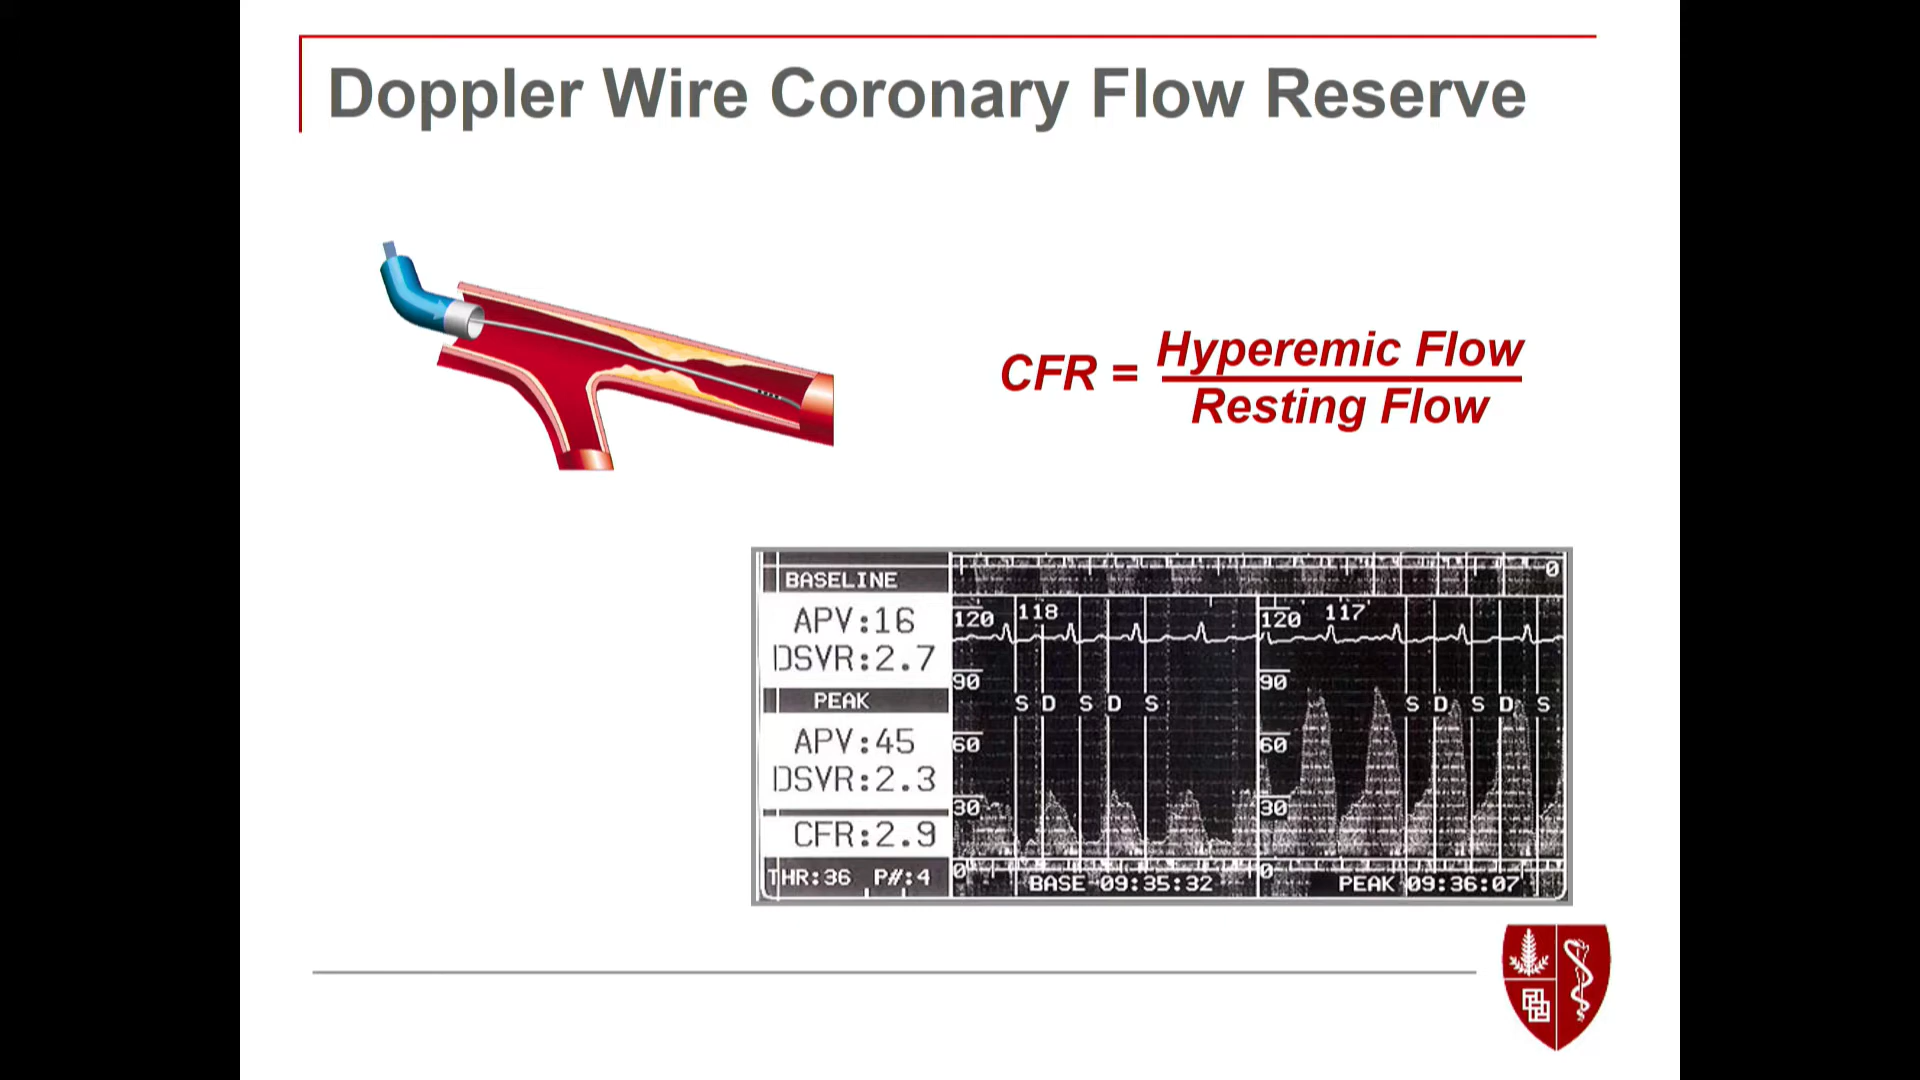 Doppler Wire Coronary Flow Reserve
CFR = Hyperemic Flow
Resting Flow
BASELINE
APV:16
DSVR:2.7
PEAK
APV:45
DSVR:2.3
CFR:2.9
THR:36 P#:4
0
120 118
90
S D S D S
60
30
0
BASE 09:35:32
120 117
90
S D S D S
60
30
0
PEAK 09:36:07